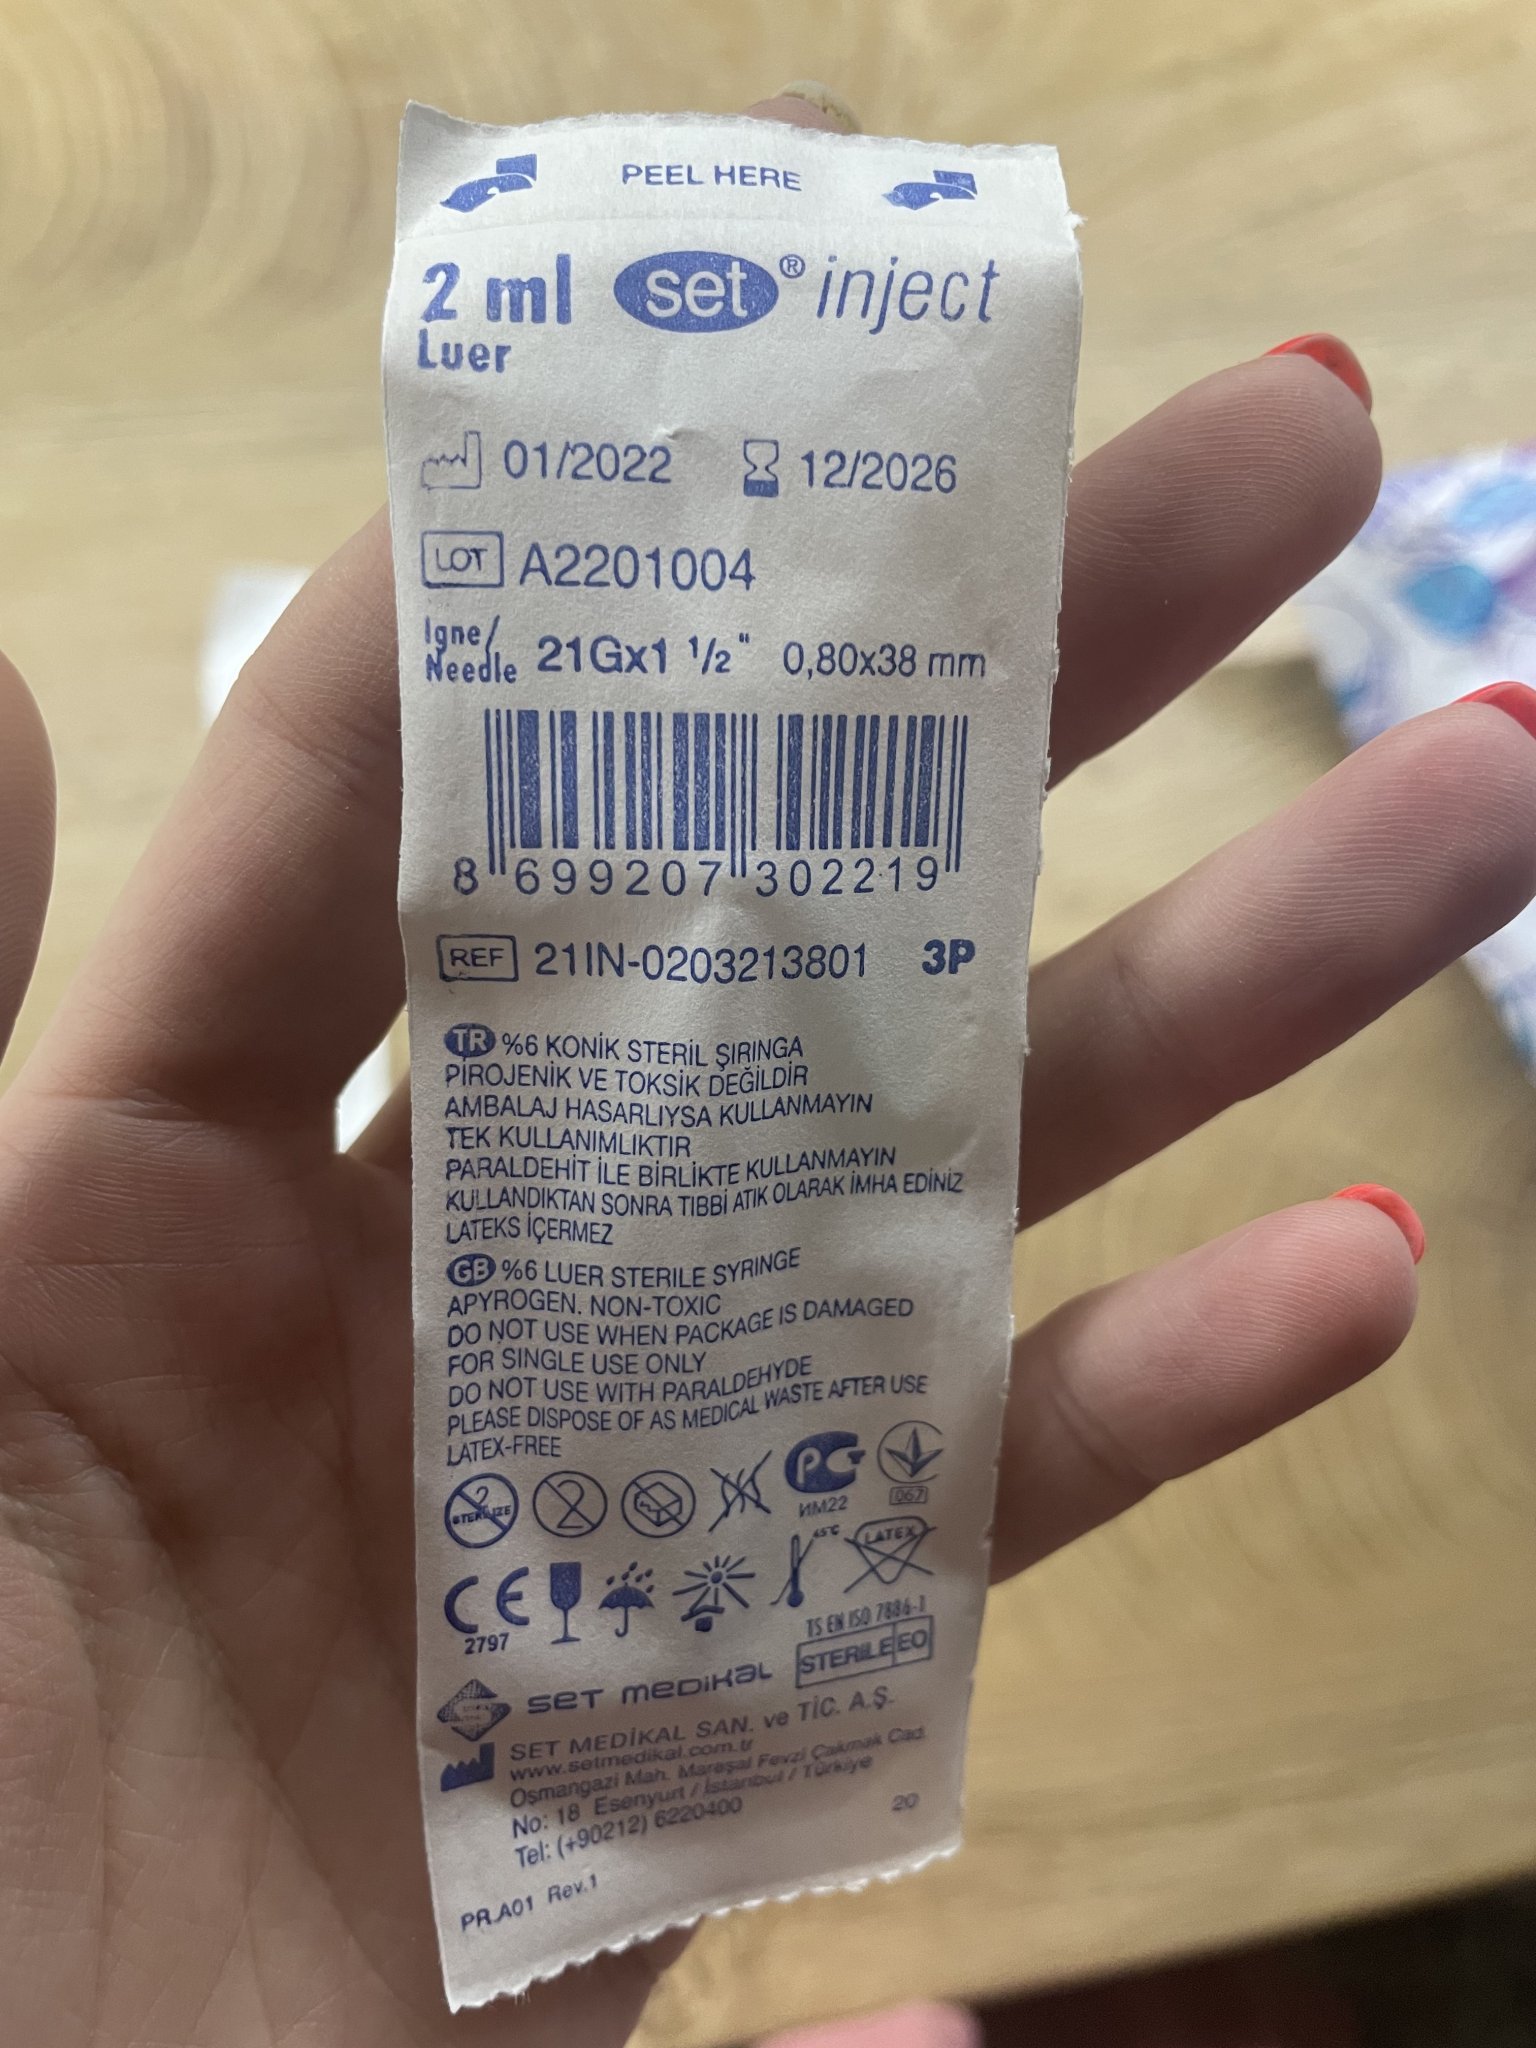 PEEL HERE
2 ml set® inject
Luer
01/2022 12/2026
LOT A2201004
Igne/
Needle 21Gx1 ½" 0,80x38 mm
8 699207 302219
REF 21IN-0203213801 3P
TR %6 KONİK STERİL ŞIRINGA
PİROJENİK VE TOKSİK DEĞİLDİR
AMBALAJ HASARLIYSA KULLANMAYIN
TEK KULLANIMLIKTIR
PARALDEHİT İLE BİRLİKTE KULLANMAYIN
KULLANDIKTAN SONRA TIBBİ ATIK OLARAK İMHA EDİNİZ
LATEKS İÇERMEZ
GB %6 LUER STERILE SYRINGE
APYROGEN. NON-TOXIC
DO NOT USE WHEN PACKAGE IS DAMAGED
FOR SINGLE USE ONLY
DO NOT USE WITH PARALDEHYDE
PLEASE DISPOSE OF AS MEDICAL WASTE AFTER USE
LATEX-FREE
2 STERILIZE 2 PC
ИМ22 067
CE 45°C LATEX
2797 TS EN ISO 7886-1
STERILE EO
SET MEDİKAL
SET MEDİKAL SAN. ve TİC. A.Ş.
www.setmedikal.com.tr
Osmangazi Mah. Mareşal Fevzi Çakmak Cad.
No: 18 Esenyurt / İstanbul / Türkiye
Tel: (+90212) 6220400 20
PR.A01 Rev.1